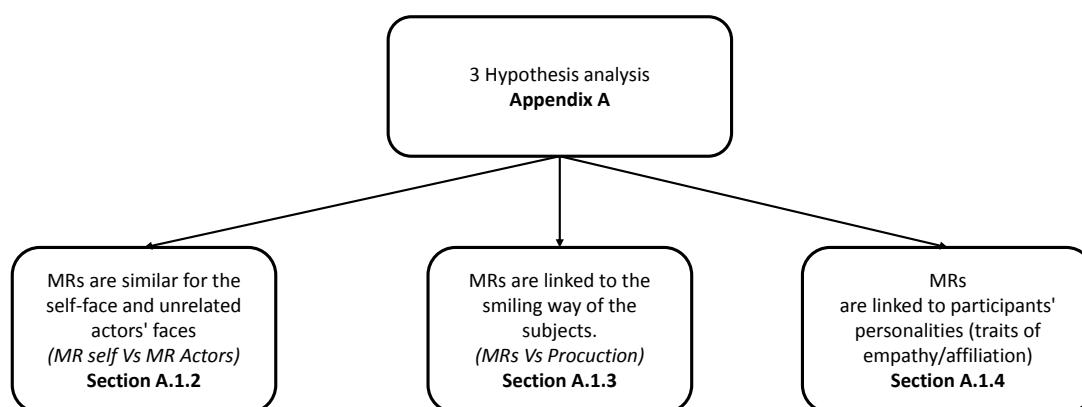 3 Hypothesis analysis
Appendix A
MRs are similar for the
self-face and unrelated
actors' faces
(MR self Vs MR Actors)
Section A.1.2
MRs are linked to the
smiling way of the
subjects.
(MRs Vs Procuction)
Section A.1.3
MRs
are linked to participants'
personalities (traits of
empathy/affiliation)
Section A.1.4